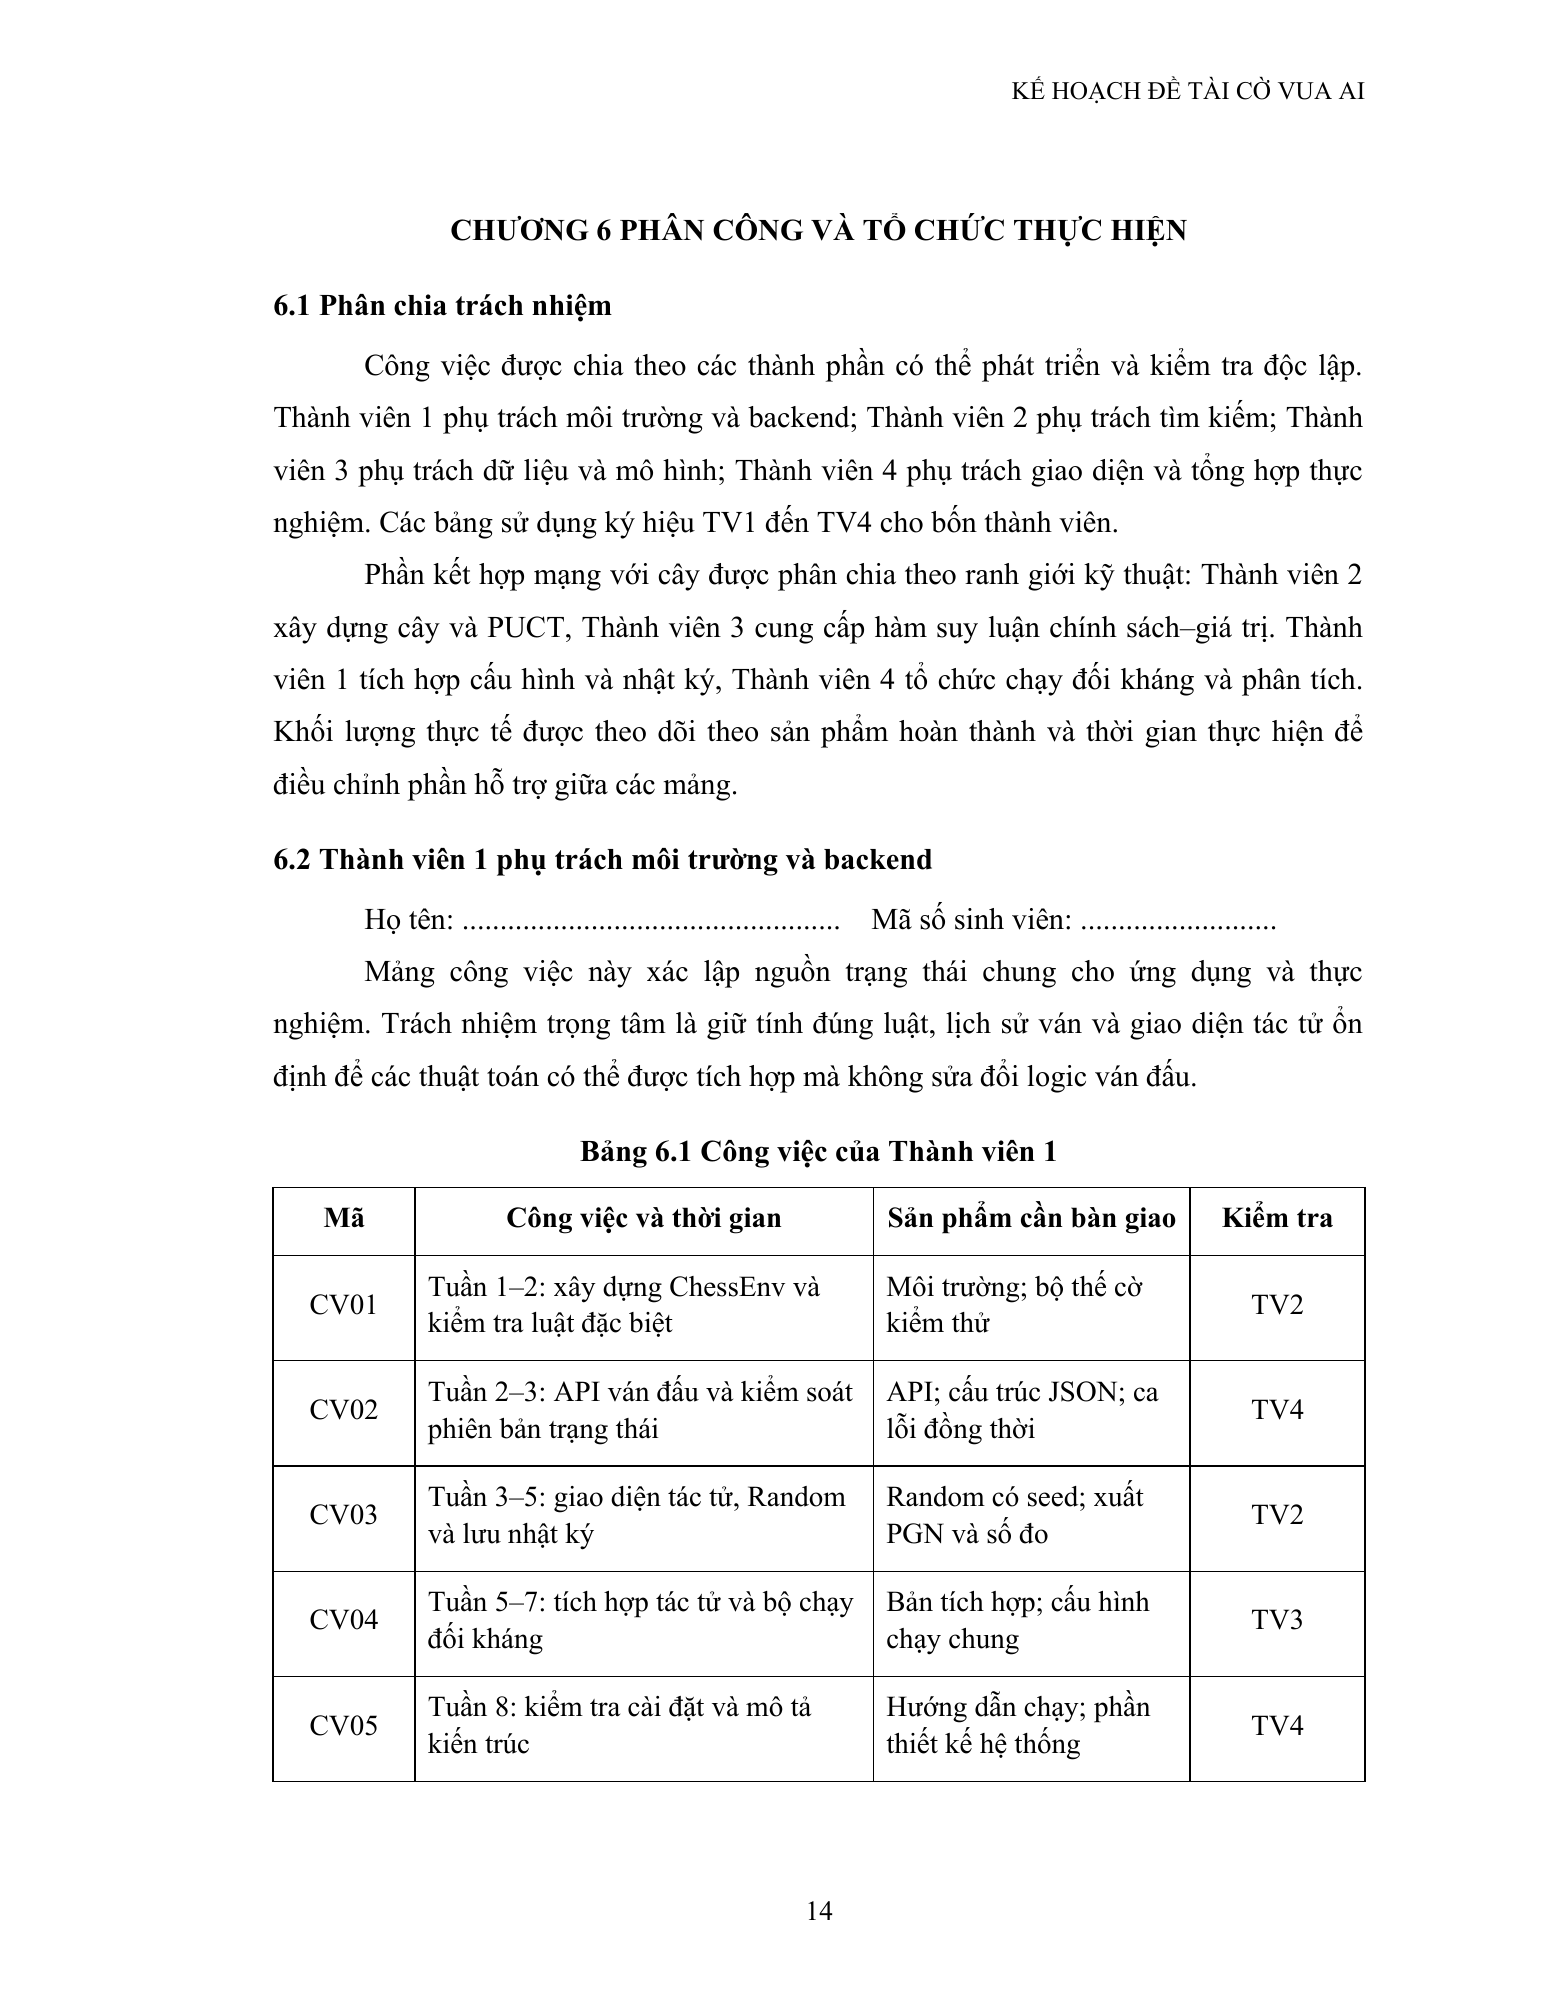 KẾ HOẠCH ĐỀ TÀI CỜ VUA AI
CHƯƠNG 6 PHÂN CÔNG VÀ TỔ CHỨC THỰC HIỆN
6.1 Phân chia trách nhiệm
Công việc được chia theo các thành phần có thể phát triển và kiểm tra độc lập.
Thành viên 1 phụ trách môi trường và backend; Thành viên 2 phụ trách tìm kiếm; Thành
viên 3 phụ trách dữ liệu và mô hình; Thành viên 4 phụ trách giao diện và tổng hợp thực
nghiệm. Các bảng sử dụng ký hiệu TV1 đến TV4 cho bốn thành viên.
Phần kết hợp mạng với cây được phân chia theo ranh giới kỹ thuật: Thành viên 2
xây dựng cây và PUCT, Thành viên 3 cung cấp hàm suy luận chính sách–giá trị. Thành
viên 1 tích hợp cấu hình và nhật ký, Thành viên 4 tổ chức chạy đối kháng và phân tích.
Khối lượng thực tế được theo dõi theo sản phẩm hoàn thành và thời gian thực hiện để
điều chỉnh phần hỗ trợ giữa các mảng.
6.2 Thành viên 1 phụ trách môi trường và backend
Họ tên: .................................................. Mã số sinh viên: ..........................
Mảng công việc này xác lập nguồn trạng thái chung cho ứng dụng và thực
nghiệm. Trách nhiệm trọng tâm là giữ tính đúng luật, lịch sử ván và giao diện tác tử ổn
định để các thuật toán có thể được tích hợp mà không sửa đổi logic ván đấu.
Bảng 6.1 Công việc của Thành viên 1
Mã Công việc và thời gian Sản phẩm cần bàn giao Kiểm tra
CV01 Tuần 1–2: xây dựng ChessEnv và
kiểm tra luật đặc biệt Môi trường; bộ thế cờ
kiểm thử TV2
CV02 Tuần 2–3: API ván đấu và kiểm soát
phiên bản trạng thái API; cấu trúc JSON; ca
lỗi đồng thời TV4
CV03 Tuần 3–5: giao diện tác tử, Random
và lưu nhật ký Random có seed; xuất
PGN và số đo TV2
CV04 Tuần 5–7: tích hợp tác tử và bộ chạy
đối kháng Bản tích hợp; cấu hình
chạy chung TV3
CV05 Tuần 8: kiểm tra cài đặt và mô tả
kiến trúc Hướng dẫn chạy; phần
thiết kế hệ thống TV4
14